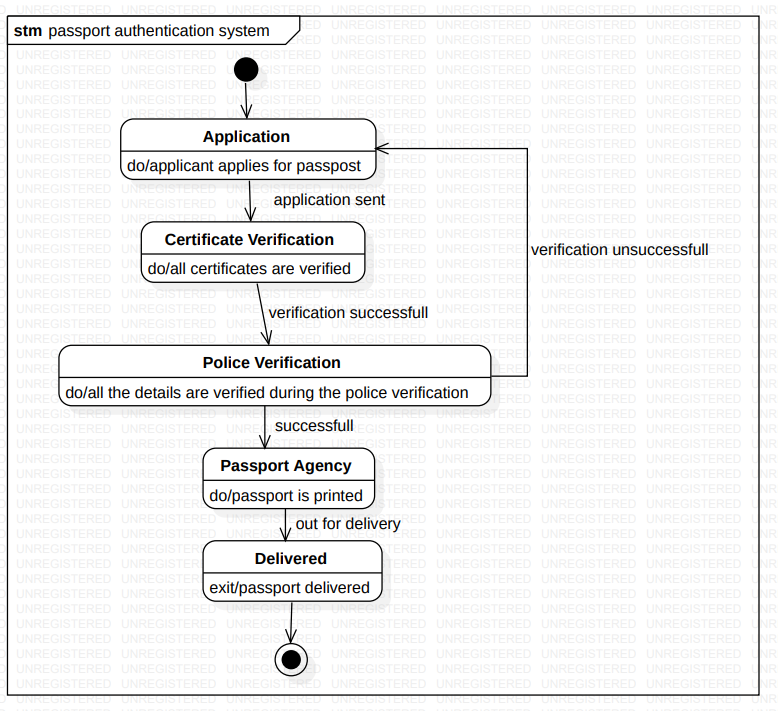 stm passport authentication system
Application
do/applicant applies for passpost
application sent
Certificate Verification
do/all certificates are verified
verification unsuccessfull
verification successfull
Police Verification
do/all the details are verified during the police verification
successfull
Passport Agency
do/passport is printed
out for delivery
Delivered
exit/passport delivered
UNREGISTERED